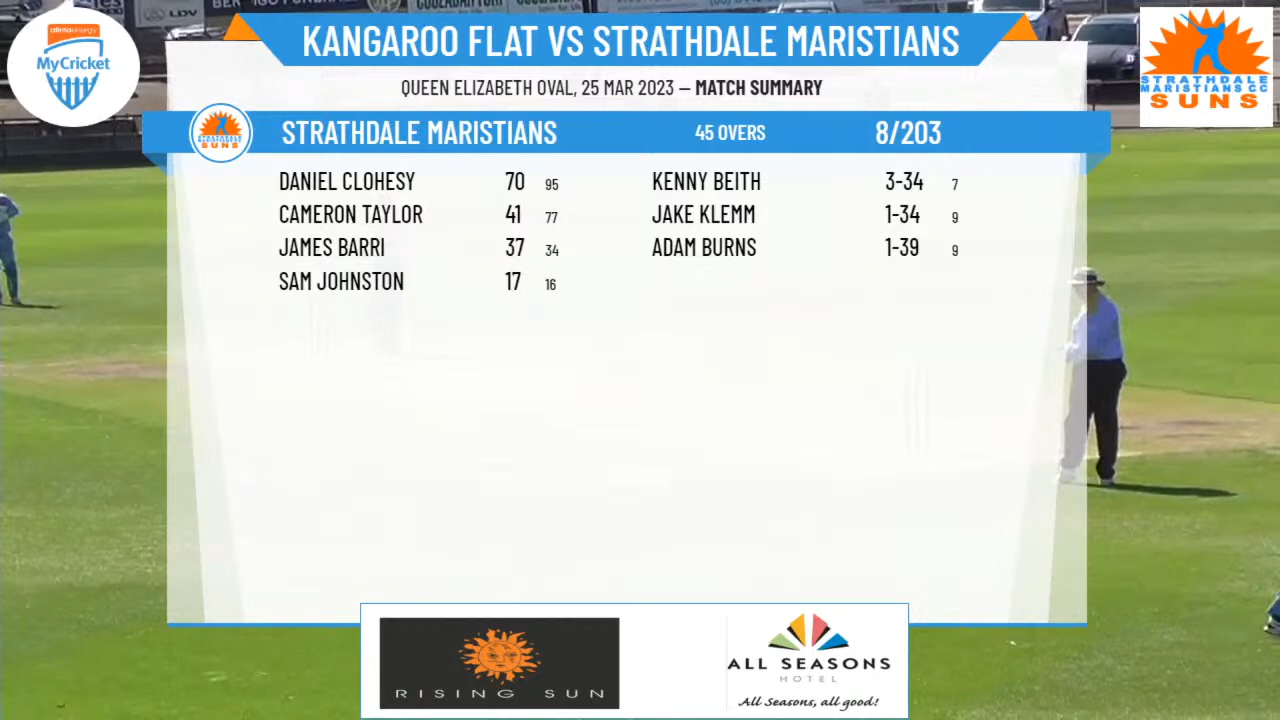 LDV
alintaenergy
MyCricket
KANGAROO FLAT VS STRATHDALE MARISTIANS
STRATHDALE
MARISTIANS CC
SUNS
QUEEN ELIZABETH OVAL, 25 MAR 2023 – MATCH SUMMARY
STRATHDALE MARISTIANS 45 OVERS 8/203
SUNS
DANIEL CLOHESY 70 95 KENNY BEITH 3-34 7
CAMERON TAYLOR 41 77 JAKE KLEMM 1-34 9
JAMES BARRI 37 34 ADAM BURNS 1-39 9
SAM JOHNSTON 17 16
RISING SUN
ALL SEASONS
HOTEL
All Seasons, all good!